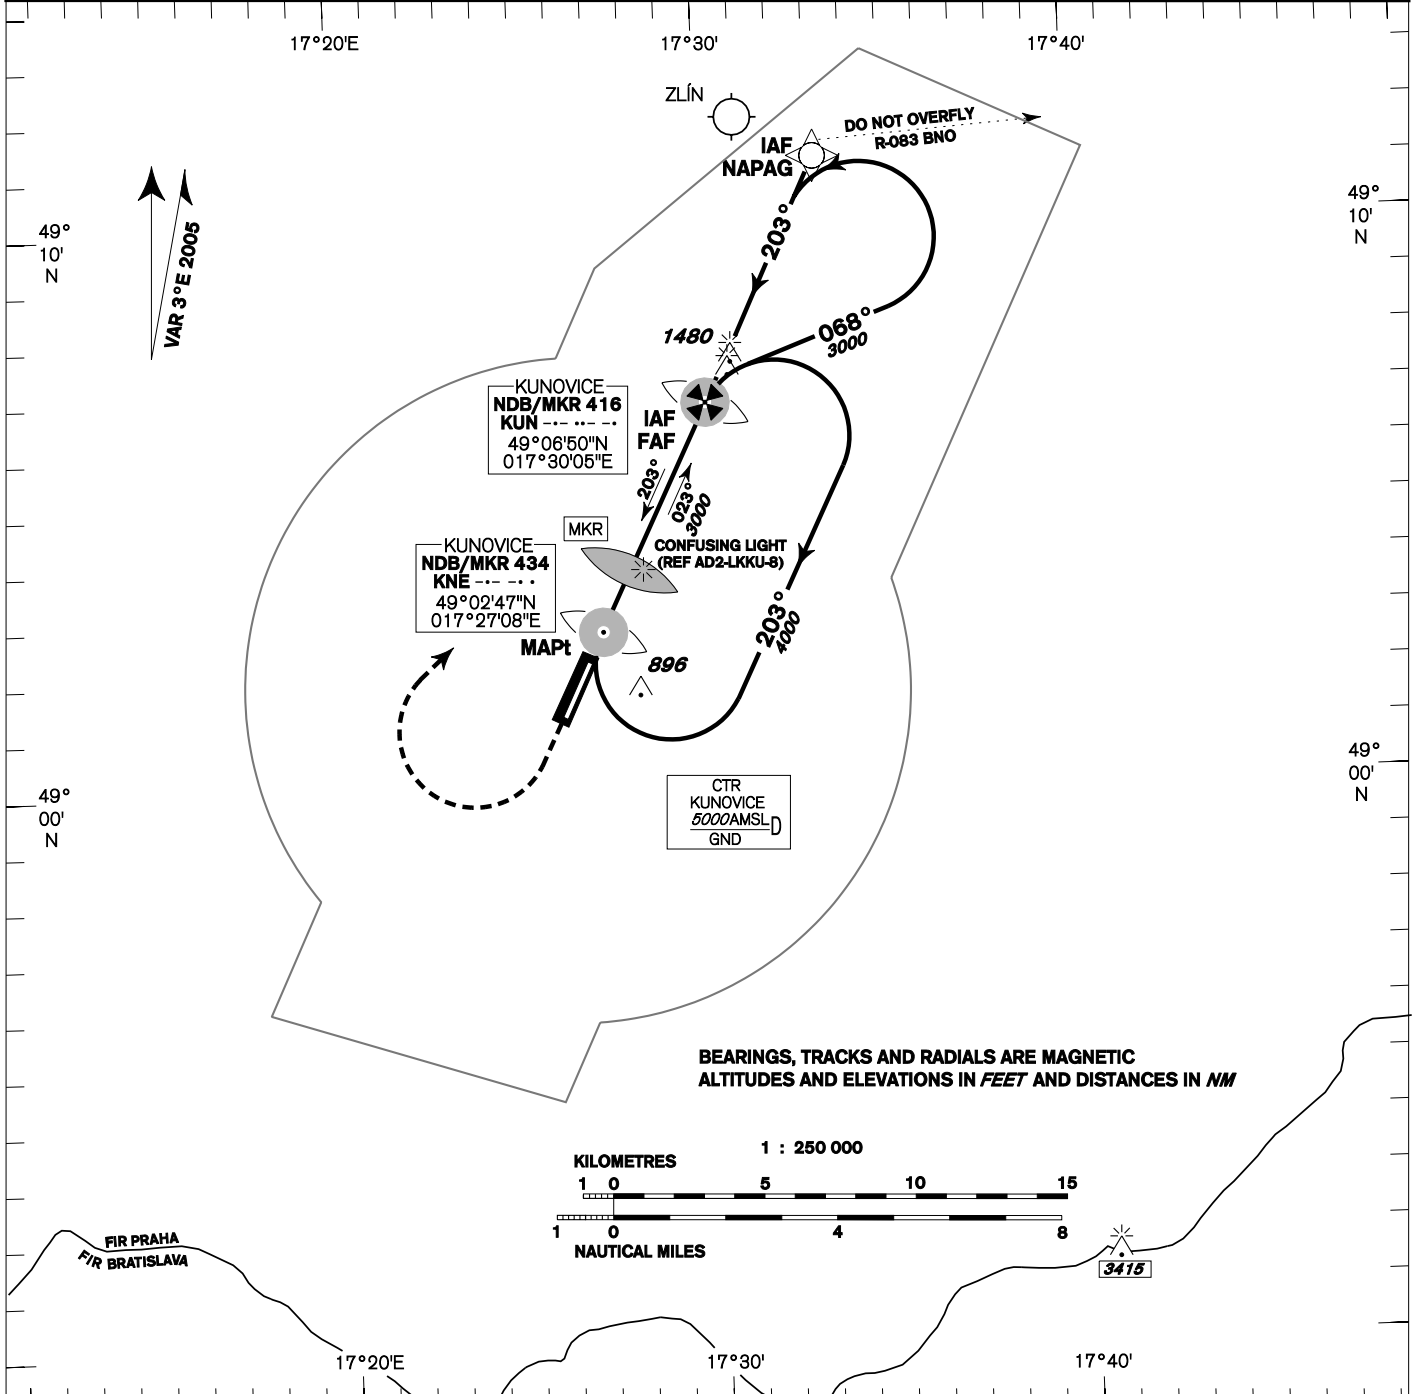 17°20'E
17°30'
17°40'
ZLÍN
DO NOT OVERFLY
R-083 BNO
IAF
NAPAG
49°
10'
N
49°
10'
N
VAR 3°E 2005
203°
068°
3000
1480
KUNOVICE
NDB/MKR 416
KUN -·- ··- -·
49°06'50"N
017°30'05"E
IAF
FAF
203°
023°
3000
MKR
CONFUSING LIGHT
(REF AD2-LKKU-8)
KUNOVICE
NDB/MKR 434
KNE -·- -· ·
49°02'47"N
017°27'08"E
203°
4000
MAPt
896
49°
00'
N
49°
00'
N
CTR
KUNOVICE
5000AMSL D
GND
BEARINGS, TRACKS AND RADIALS ARE MAGNETIC
ALTITUDES AND ELEVATIONS IN FEET AND DISTANCES IN NM
1 : 250 000
KILOMETRES
1 0 5 10 15
1 0 4 8
NAUTICAL MILES
FIR PRAHA
FIR BRATISLAVA
3415
17°20'E
17°30'
17°40'